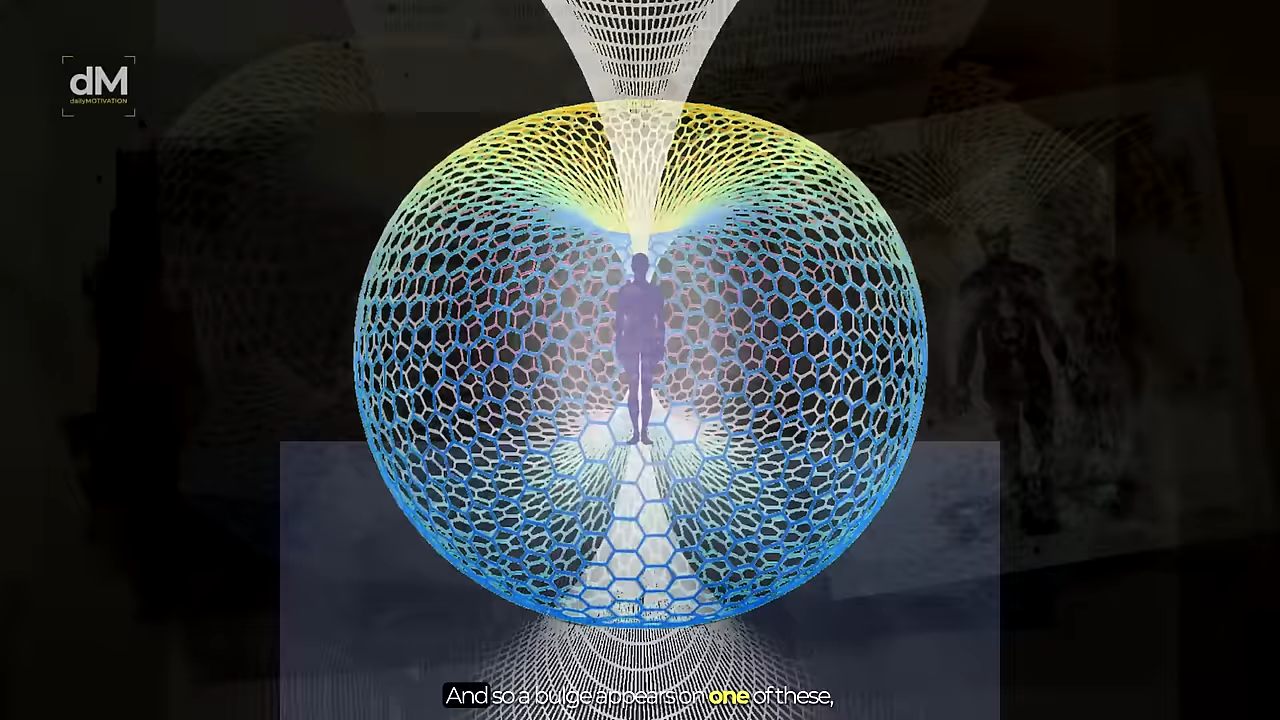 dM
dailyMOTIVATION
And so a bulge appears on one of these,